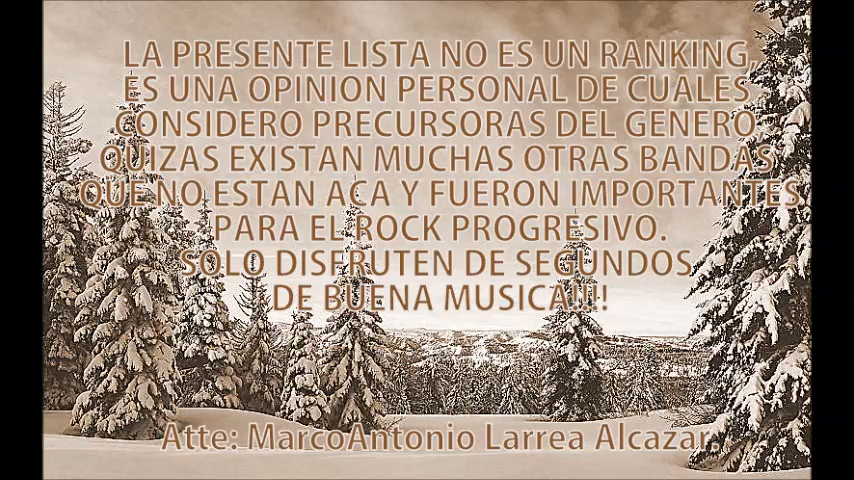 LA PRESENTE LISTA NO ES UN RANKING,
ES UNA OPINION PERSONAL DE CUALES
CONSIDERO PRECURSORAS DEL GENERO
QUIZAS EXISTAN MUCHAS OTRAS BANDAS
QUE NO ESTAN ACA Y FUERON IMPORTANTES
PARA EL ROCK PROGRESIVO.
SOLO DISFRUTEN DE SEGUNDOS
DE BUENA MUSICA!!!!
Atte: MarcoAntonio Larrea Alcazar.